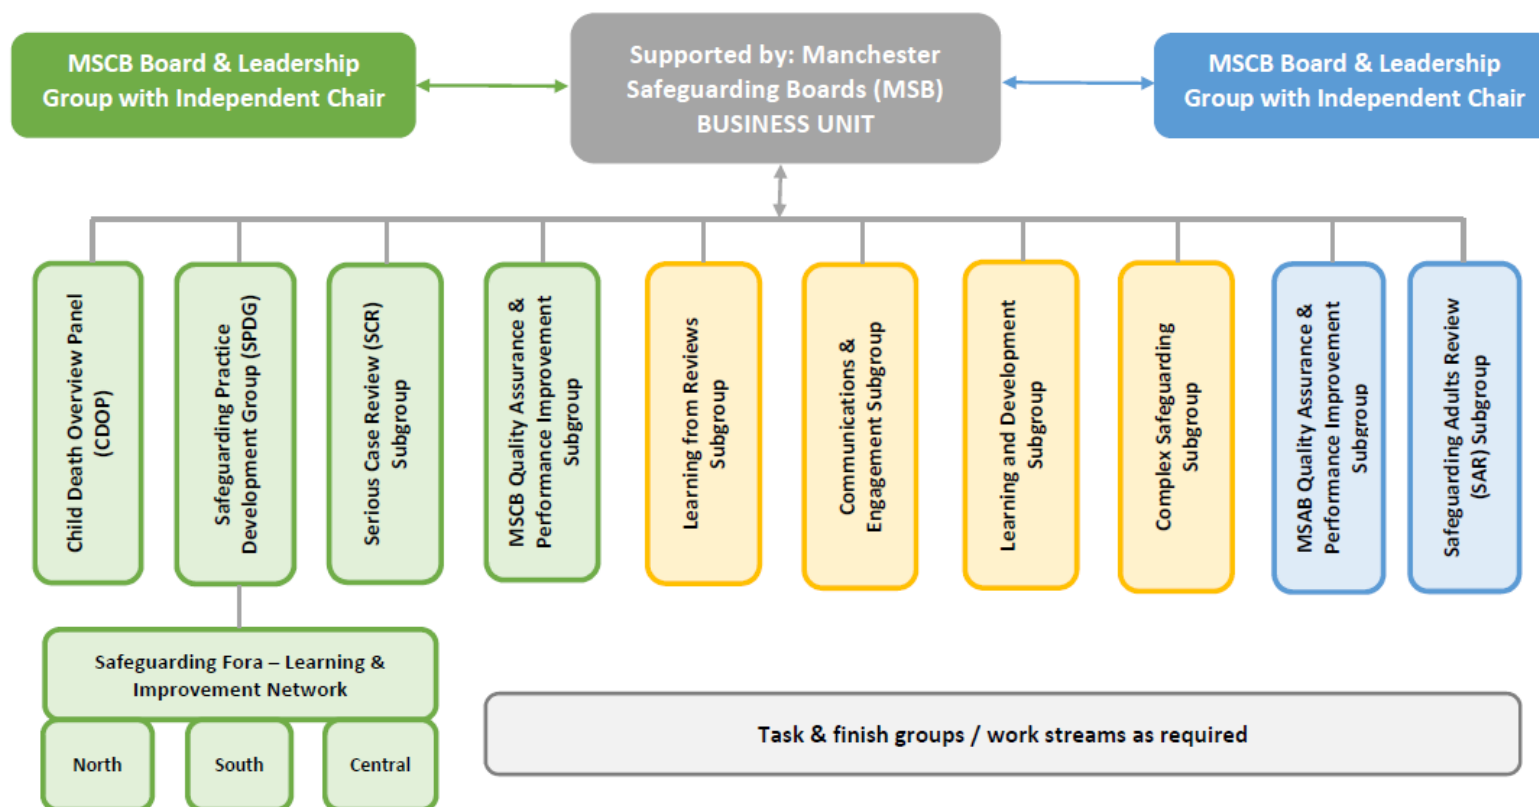 MSCB Board & Leadership
Group with Independent Chair
Supported by: Manchester
Safeguarding Boards (MSB)
BUSINESS UNIT
MSCB Board & Leadership
Group with Independent Chair
Child Death Overview Panel
(CDOP)
Safeguarding Practice
Development Group (SPDG)
Serious Case Review (SCR)
Subgroup
MSCB Quality Assurance &
Performance Improvement
Subgroup
Learning from Reviews
Subgroup
Communications &
Engagement Subgroup
Learning and Development
Subgroup
Complex Safeguarding
Subgroup
MSAB Quality Assurance &
Performance Improvement
Subgroup
Safeguarding Adults Review
(SAR) Subgroup
Safeguarding Fora – Learning &
Improvement Network
North
South
Central
Task & finish groups / work streams as required